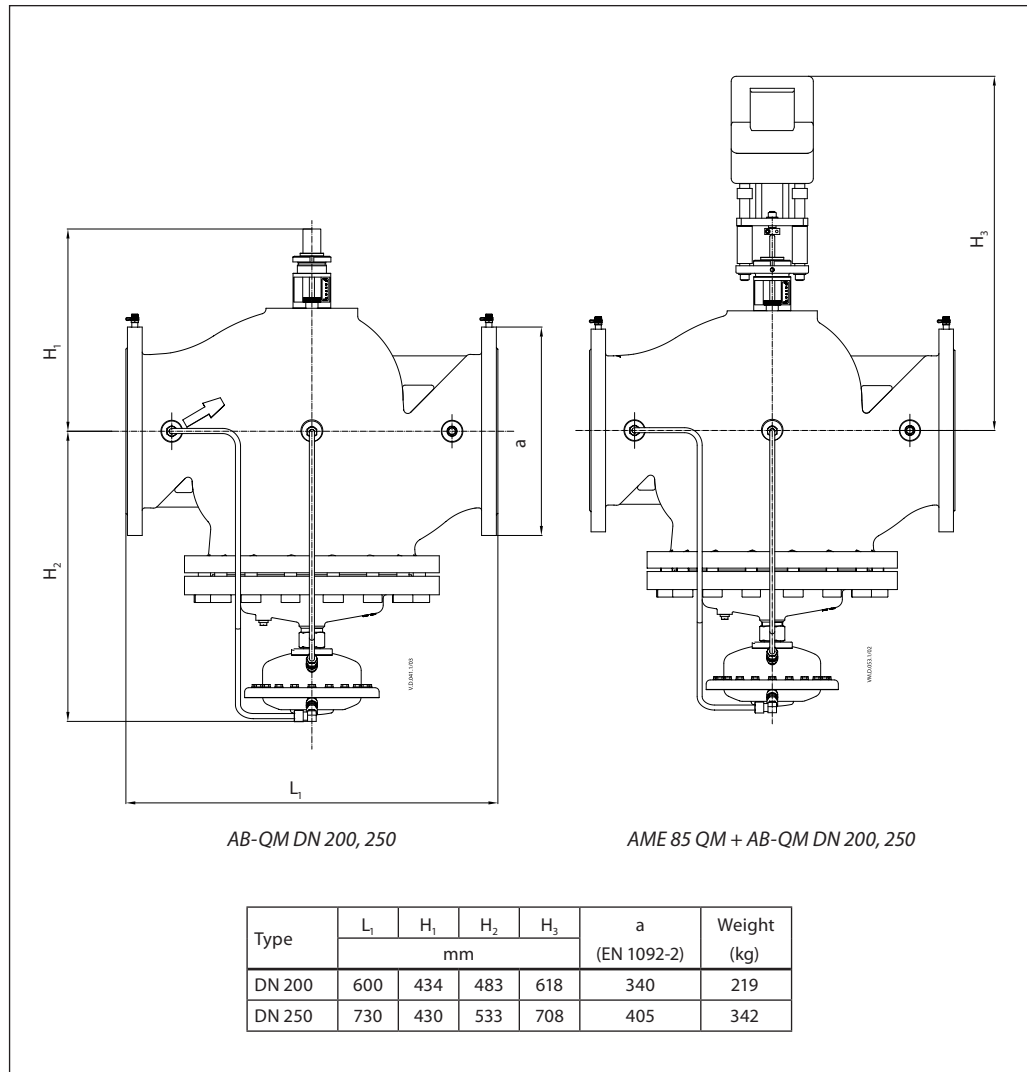 H₃
H₁
a
H₂
V.D.041.1/03
VM.D.053.1/02
L₁
AB-QM DN 200, 250
AME 85 QM + AB-QM DN 200, 250
Type L₁ H₁ H₂ H₃ a Weight
mm (EN 1092-2) (kg)
DN 200 600 434 483 618 340 219
DN 250 730 430 533 708 405 342